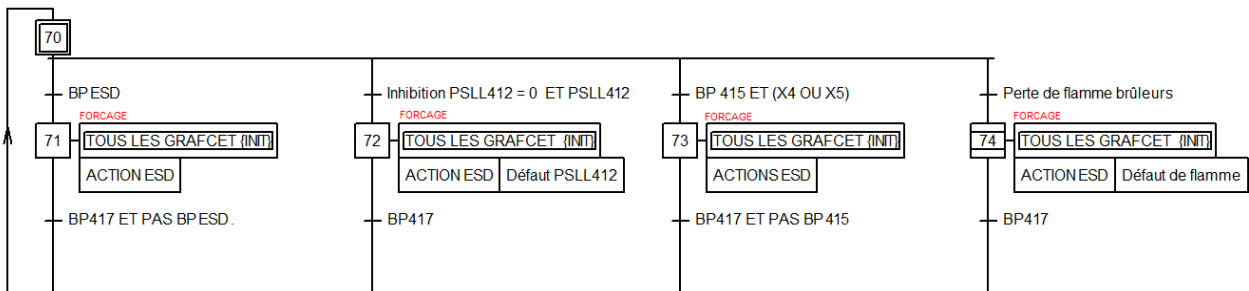 70
BP ESD
Inhibition PSLL412 = 0 ET PSLL412
BP 415 ET (X4 OU X5)
Perte de flamme brûleurs
FORCAGE
FORCAGE
FORCAGE
FORCAGE
71
TOUS LES GRAFCET {INIT}
72
TOUS LES GRAFCET {INIT}
73
TOUS LES GRAFCET {INIT}
74
TOUS LES GRAFCET {INIT}
ACTION ESD
ACTION ESD
Défaut PSLL412
ACTIONS ESD
ACTION ESD
Défaut de flamme
BP417 ET PAS BP ESD.
BP417
BP417 ET PAS BP 415
BP417